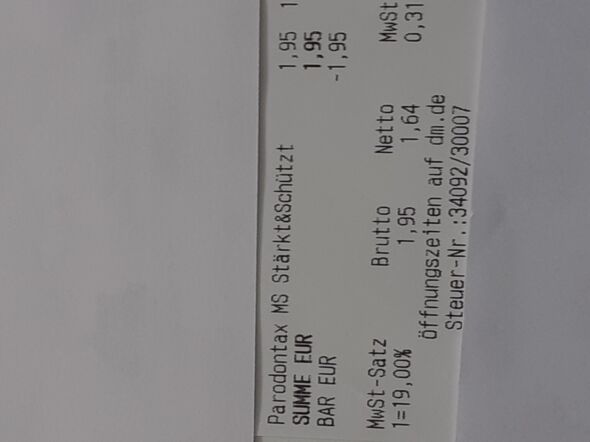 Parodontax MS Stärkt&Schützt 1,95 1
SUMME EUR 1,95
BAR EUR -1,95
MwSt-Satz Brutto Netto MwSt
1=19,00% 1,95 1,64 0,31
Öffnungszeiten auf dm.de
Steuer-Nr.:34092/30007